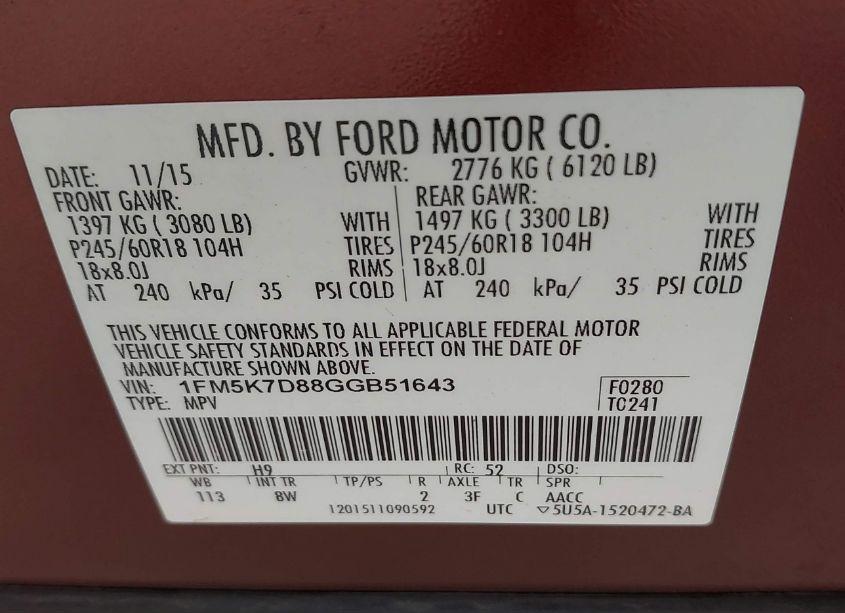 MFD. BY FORD MOTOR CO.
DATE: 11/15 GVWR: 2776 KG ( 6120 LB)
FRONT GAWR: REAR GAWR:
1397 KG ( 3080 LB) WITH 1497 KG ( 3300 LB) WITH
P245/60R18 104H TIRES P245/60R18 104H TIRES
18x8.0J RIMS 18x8.0J RIMS
AT 240 kPa/ 35 PSI COLD AT 240 kPa/ 35 PSI COLD
THIS VEHICLE CONFORMS TO ALL APPLICABLE FEDERAL MOTOR
VEHICLE SAFETY STANDARDS IN EFFECT ON THE DATE OF
MANUFACTURE SHOWN ABOVE.
VIN: 1FM5K7D88GGB51643 F0280
TYPE: MPV T0241
EXT PNT: H9 RC: 52 DSO:
WB INT TR TP/PS R AXLE TR SPR
113 8W 2 3F C AACC
1201511090592 UTC ▽5U5A-1520472-BA